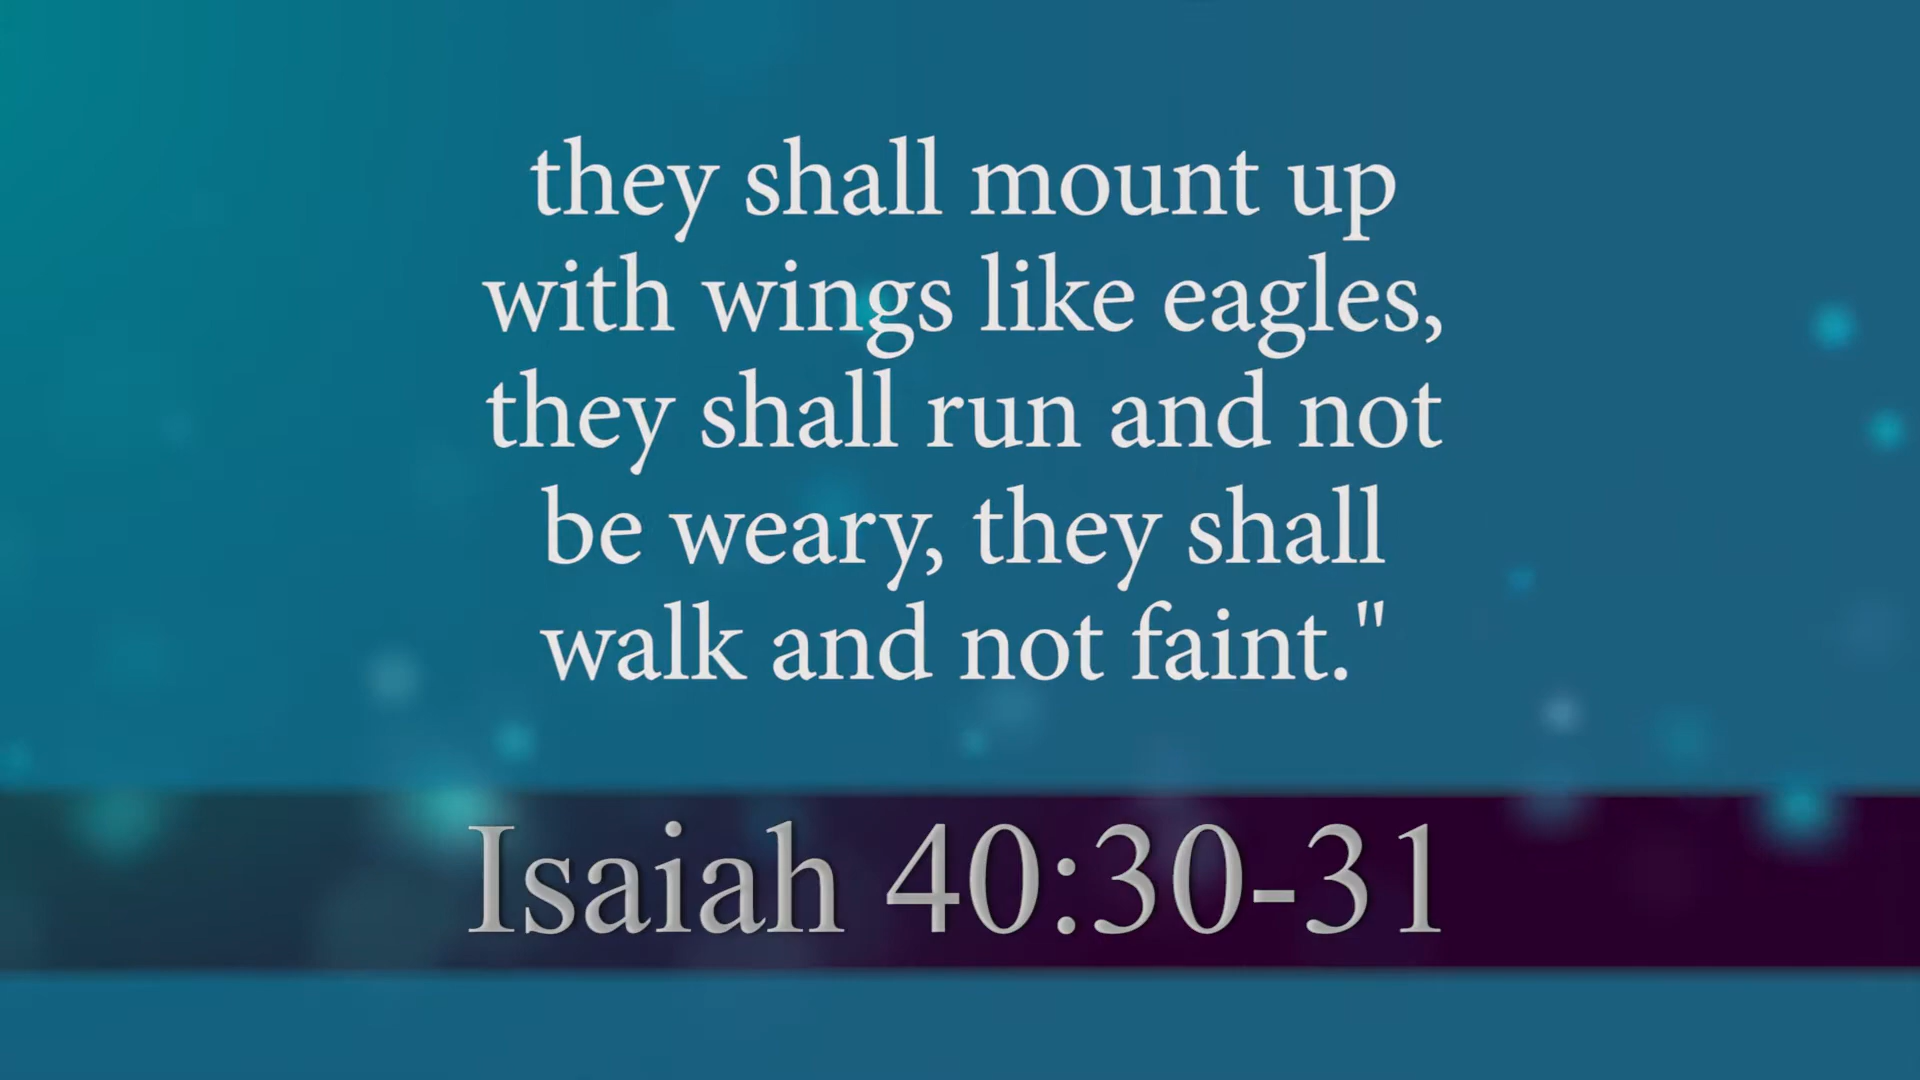 they shall mount up
with wings like eagles,
they shall run and not
be weary, they shall
walk and not faint."
Isaiah 40:30-31